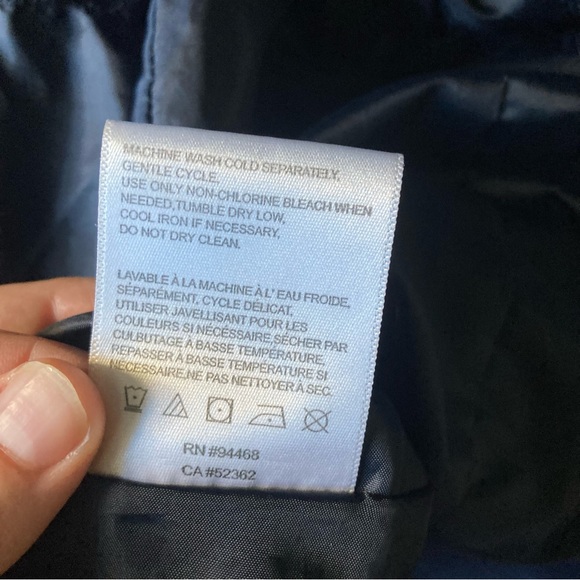 MACHINE WASH COLD SEPARATELY,
GENTLE CYCLE.
USE ONLY NON-CHLORINE BLEACH WHEN
NEEDED,TUMBLE DRY LOW,
COOL IRON IF NECESSARY.
DO NOT DRY CLEAN.
LAVABLE À LA MACHINE À L' EAU FROIDE,
SÉPARÉMENT, CYCLE DÉLICAT,
UTILISER JAVELLISANT POUR LES
COULEURS SI NÉCESSAIRE,SÉCHER PAR
CULBUTAGE À BASSE TEMPÉRATURE,
REPASSER À BASSE TEMPÉRATURE SI
NÉCESSAIRE,NE PAS NETTOYER À SEC.
RN #94468
CA #52362